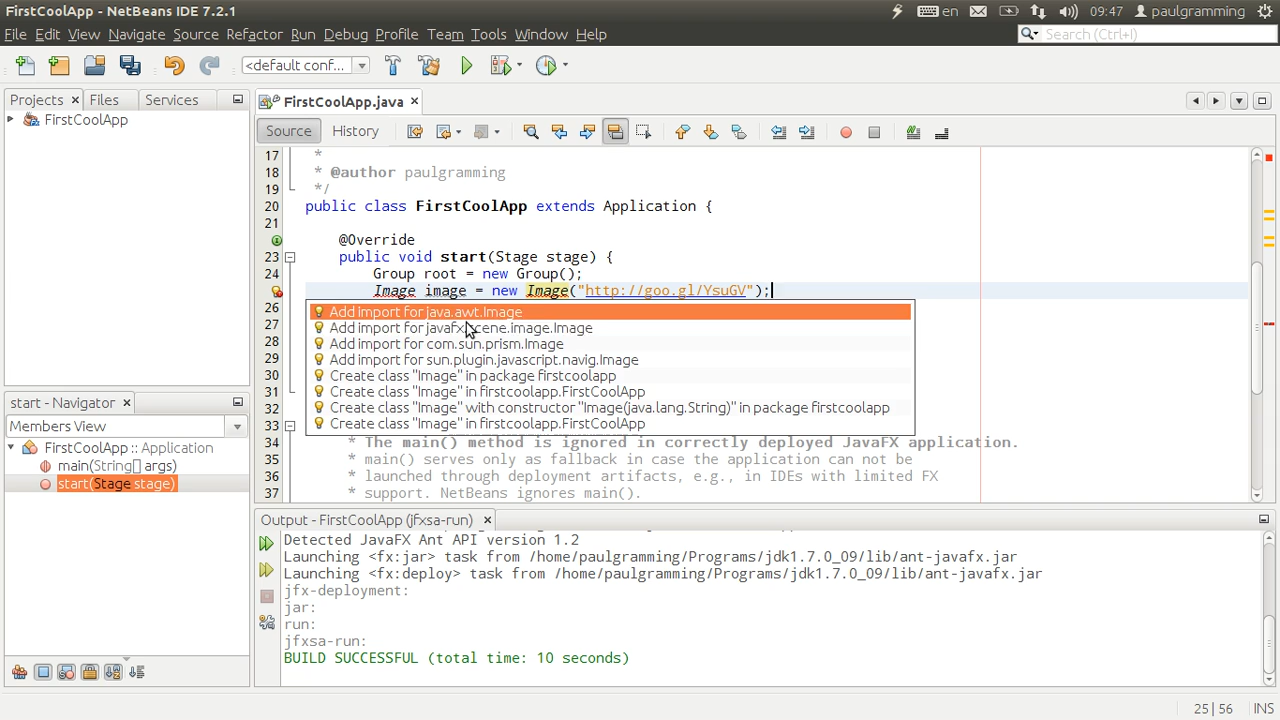 FirstCoolApp - NetBeans IDE 7.2.1
en
09:47
paulgramming
File Edit View Navigate Source Refactor Run Debug Profile Team Tools Window Help
Search (Ctrl+I)
<default conf...
Projects
Files
Services
FirstCoolApp.java
FirstCoolApp
Source
History
17 *
18 * @author paulgramming
19 */
20 public class FirstCoolApp extends Application {
21
@Override
23 public void start(Stage stage) {
24 Group root = new Group();
Image image = new Image("http://goo.gl/YsuGV");
26
27
28
29
30
31
32
33
Add import for java.awt.Image
Add import for javafx.scene.image.Image
Add import for com.sun.prism.Image
Add import for sun.plugin.javascript.navig.Image
Create class "Image" in package firstcoolapp
Create class "Image" in firstcoolapp.FirstCoolApp
Create class "Image" with constructor "Image(java.lang.String)" in package firstcoolapp
Create class "Image" in firstcoolapp.FirstCoolApp
34 * The main() method is ignored in correctly deployed JavaFX application.
35 * main() serves only as fallback in case the application can not be
36 * launched through deployment artifacts, e.g., in IDEs with limited FX
37 * support. NetBeans ignores main().
start - Navigator
Members View
FirstCoolApp :: Application
main(String[] args)
start(Stage stage)
Output - FirstCoolApp (jfxsa-run)
Detected JavaFX Ant API version 1.2
Launching <fx:jar> task from /home/paulgramming/Programs/jdk1.7.0_09/lib/ant-javafx.jar
Launching <fx:deploy> task from /home/paulgramming/Programs/jdk1.7.0_09/lib/ant-javafx.jar
jfx-deployment:
jar:
run:
jfxsa-run:
BUILD SUCCESSFUL (total time: 10 seconds)
25 | 56
INS